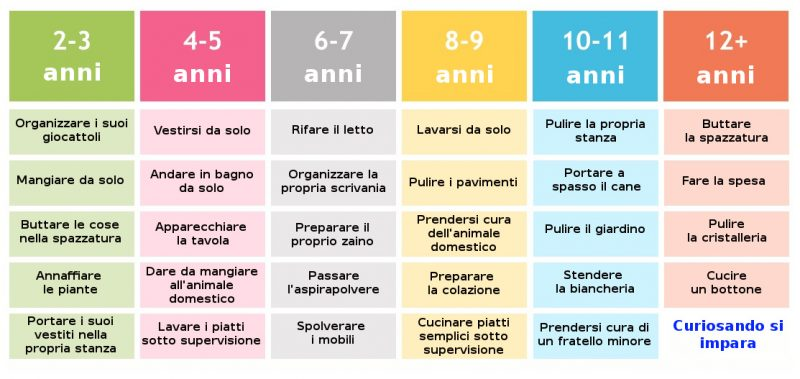 2-3
anni
4-5
anni
6-7
anni
8-9
anni
10-11
anni
12+
anni
Organizzare i suoi
giocattoli
Vestirsi da solo
Rifare il letto
Lavarsi da solo
Pulire la propria
stanza
Buttare
la spazzatura
Mangiare da solo
Andare in bagno
da solo
Organizzare la
propria scrivania
Pulire i pavimenti
Portare a
spasso il cane
Fare la spesa
Buttare le cose
nella spazzatura
Apparecchiare
la tavola
Preparare il
proprio zaino
Prendersi cura
dell'animale
domestico
Pulire il giardino
Pulire
la cristalleria
Annaffiare
le piante
Dare da mangiare
all'animale
domestico
Passare
l'aspirapolvere
Preparare
la colazione
Stendere
la biancheria
Cucire
un bottone
Portare i suoi
vestiti nella
propria stanza
Lavare i piatti
sotto supervisione
Spolverare
i mobili
Cucinare piatti
semplici sotto
supervisione
Prendersi cura di
un fratello minore
Curiosando si
impara